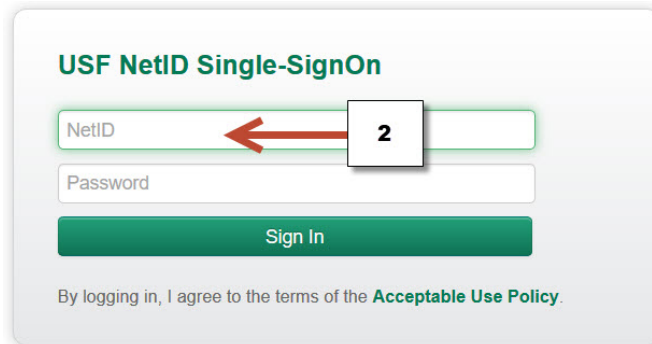 USF NetID Single-SignOn
NetID
2
Password
Sign In
By logging in, I agree to the terms of the Acceptable Use Policy.